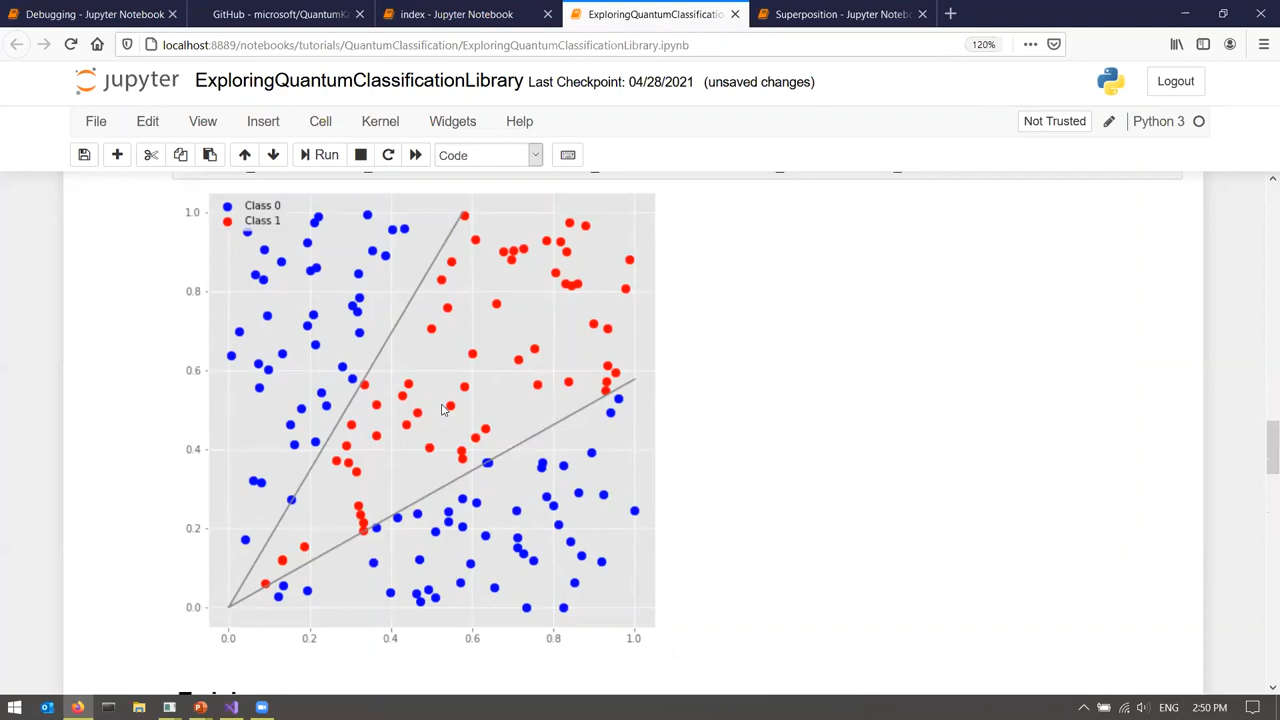 Debugging - Jupyter Notebook
GitHub - microsoft/QuantumKa
index - Jupyter Notebook
ExploringQuantumClassificatio
Superposition - Jupyter Notebo
localhost:8889/notebooks/tutorials/QuantumClassification/ExploringQuantumClassificationLibrary.ipynb
120%
jupyter
ExploringQuantumClassificationLibrary Last Checkpoint: 04/28/2021 (unsaved changes)
Logout
File Edit View Insert Cell Kernel Widgets Help
Not Trusted
Python 3
Run
Code
Class 0
Class 1
1.0
0.8
0.6
0.4
0.2
0.0
0.0 0.2 0.4 0.6 0.8 1.0
ENG 2:50 PM